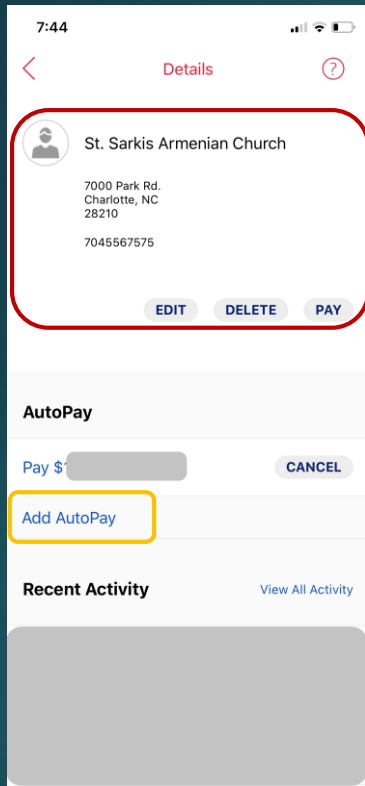 7:44
Details
?
St. Sarkis Armenian Church
7000 Park Rd.
Charlotte, NC
28210
7045567575
EDIT DELETE PAY
AutoPay
Pay $ CANCEL
Add AutoPay
Recent Activity View All Activity